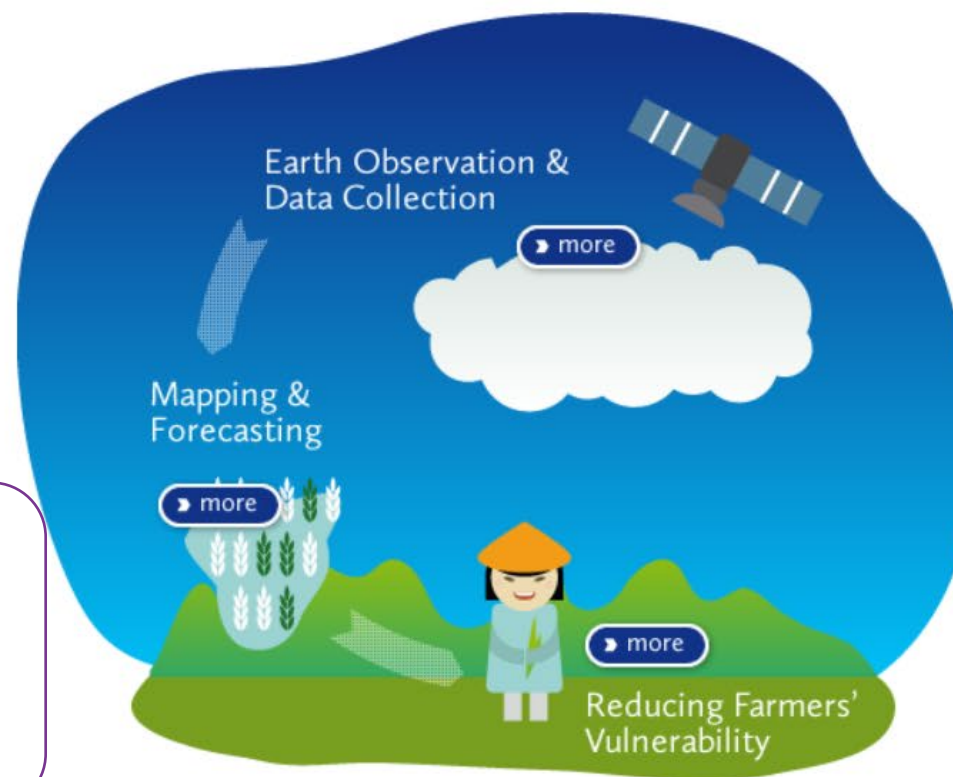 Earth Observation &
Data Collection
more
Mapping &
Forecasting
more
more
Reducing Farmers’
Vulnerability